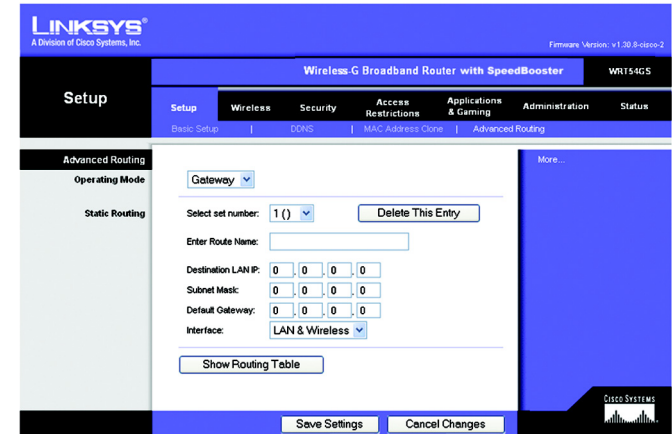 LINKSYS®
A Division of Cisco Systems, Inc.
Firmware Version: v1.30.8-cisco-2
Wireless-G Broadband Router with SpeedBooster WRT54GS
Setup
Setup Wireless Security Access Restrictions Applications & Gaming Administration Status
Basic Setup | DDNS | MAC Address Clone | Advanced Routing
Advanced Routing
More...
Operating Mode Gateway
Static Routing Select set number: 1 () Delete This Entry
Enter Route Name:
Destination LAN IP: 0 . 0 . 0 . 0
Subnet Mask: 0 . 0 . 0 . 0
Default Gateway: 0 . 0 . 0 . 0
Interface: LAN & Wireless
Show Routing Table
CISCO SYSTEMS
Save Settings Cancel Changes